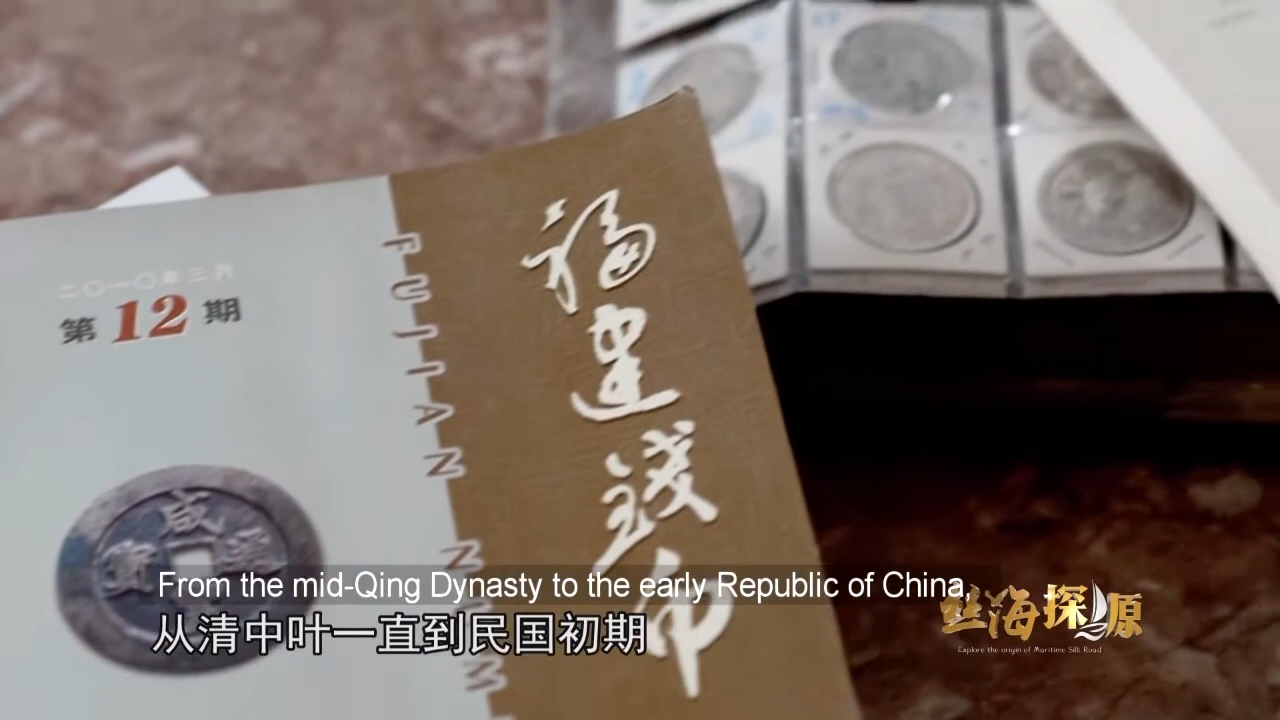 二〇一〇年三月
第12期
福建錢币
FUJIAN NUM
咸
From the mid-Qing Dynasty to the early Republic of China,
从清中叶一直到民国初期
丝海探源
Explore the origin of Maritime Silk Road